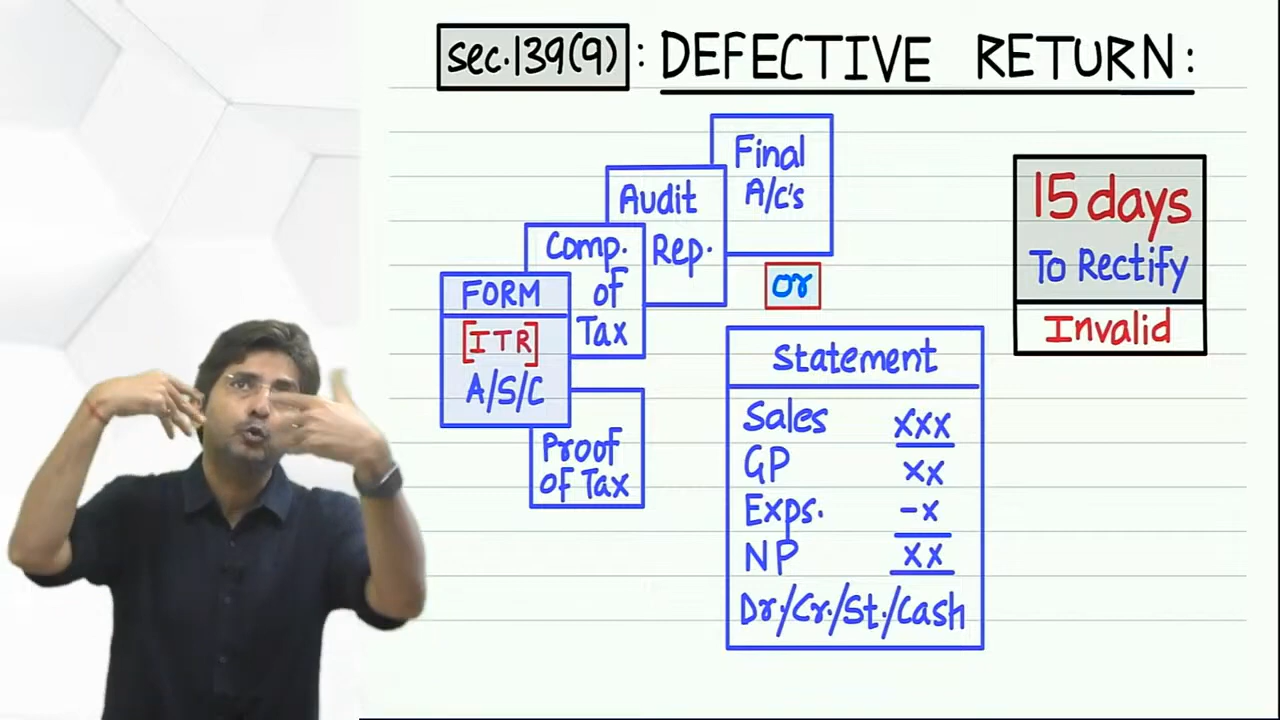 sec.139(9) : DEFECTIVE RETURN :
Final
A/c's
Audit
Rep.
Comp.
of
Tax
FORM
[ITR]
A/S/C
Proof
of Tax
or
Statement
Sales xxx
GP xx
Exps. -x
NP xx
Dr./Cr./St./Cash
15 days
To Rectify
Invalid